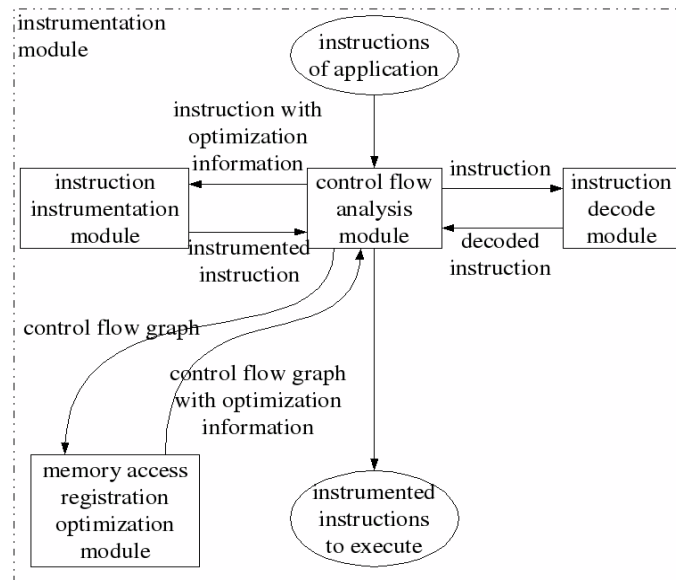 instrumentation
module
instructions
of application
instruction with
optimization
information
instruction
instrumentation
module
control flow
analysis
module
instruction
instruction
decode
module
instrumented
instruction
decoded
instruction
control flow graph
control flow graph
with optimization
information
memory access
registration
optimization
module
instrumented
instructions
to execute